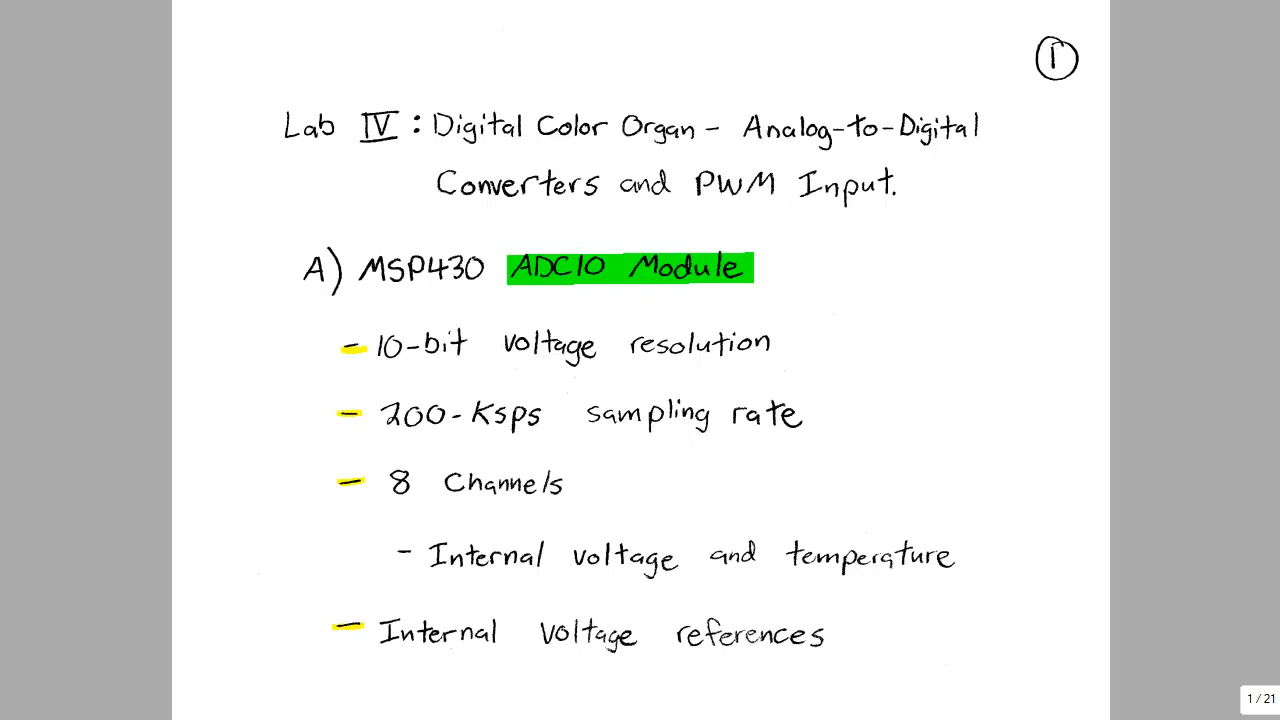 1
Lab IV: Digital Color Organ - Analog-to-Digital
Converters and PWM Input.
A) MSP430 ADC10 Module
- 10-bit voltage resolution
- 200-Ksps sampling rate
- 8 Channels
- Internal voltage and temperature
- Internal voltage references
1 / 21